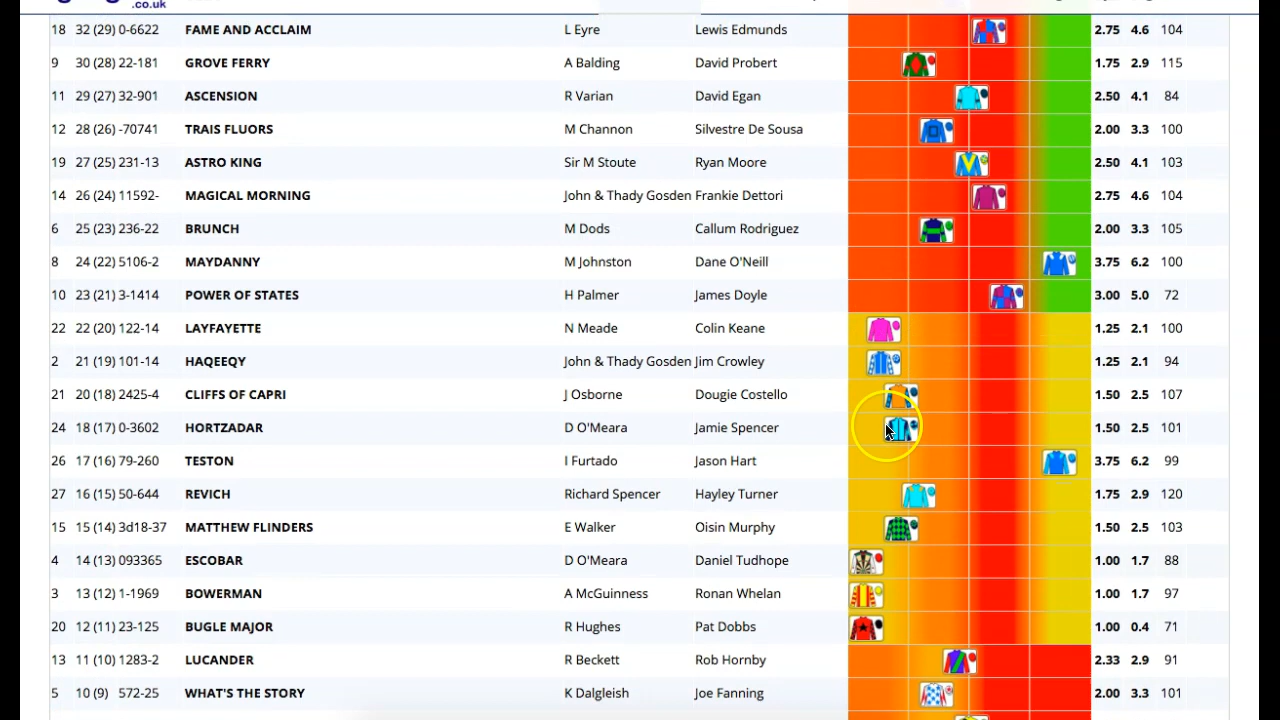 .co.uk
18 32 (29) 0-6622 FAME AND ACCLAIM L Eyre Lewis Edmunds 2.75 4.6 104
9 30 (28) 22-181 GROVE FERRY A Balding David Probert 1.75 2.9 115
11 29 (27) 32-901 ASCENSION R Varian David Egan 2.50 4.1 84
12 28 (26) -70741 TRAIS FLUORS M Channon Silvestre De Sousa 2.00 3.3 100
19 27 (25) 231-13 ASTRO KING Sir M Stoute Ryan Moore 2.50 4.1 103
14 26 (24) 11592- MAGICAL MORNING John & Thady Gosden Frankie Dettori 2.75 4.6 104
6 25 (23) 236-22 BRUNCH M Dods Callum Rodriguez 2.00 3.3 105
8 24 (22) 5106-2 MAYDANNY M Johnston Dane O'Neill 3.75 6.2 100
10 23 (21) 3-1414 POWER OF STATES H Palmer James Doyle 3.00 5.0 72
22 22 (20) 122-14 LAYFAYETTE N Meade Colin Keane 1.25 2.1 100
2 21 (19) 101-14 HAQEEQY John & Thady Gosden Jim Crowley 1.25 2.1 94
21 20 (18) 2425-4 CLIFFS OF CAPRI J Osborne Dougie Costello 1.50 2.5 107
24 18 (17) 0-3602 HORTZADAR D O'Meara Jamie Spencer 1.50 2.5 101
26 17 (16) 79-260 TESTON I Furtado Jason Hart 3.75 6.2 99
27 16 (15) 50-644 REVICH Richard Spencer Hayley Turner 1.75 2.9 120
15 15 (14) 3d18-37 MATTHEW FLINDERS E Walker Oisin Murphy 1.50 2.5 103
4 14 (13) 093365 ESCOBAR D O'Meara Daniel Tudhope 1.00 1.7 88
3 13 (12) 1-1969 BOWERMAN A McGuinness Ronan Whelan 1.00 1.7 97
20 12 (11) 23-125 BUGLE MAJOR R Hughes Pat Dobbs 1.00 0.4 71
13 11 (10) 1283-2 LUCANDER R Beckett Rob Hornby 2.33 2.9 91
5 10 (9) 572-25 WHAT'S THE STORY K Dalgleish Joe Fanning 2.00 3.3 101